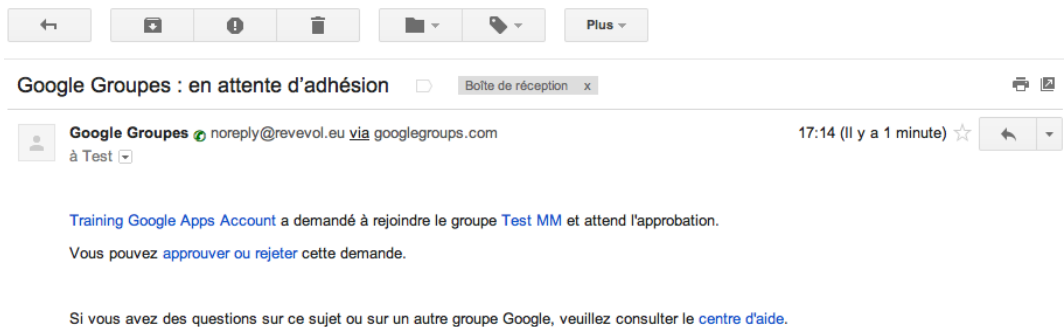 Plus
Google Groupes : en attente d'adhésion Boîte de réception x
Google Groupes noreply@revevol.eu via googlegroups.com 17:14 (Il y a 1 minute)
à Test
Training Google Apps Account a demandé à rejoindre le groupe Test MM et attend l'approbation.
Vous pouvez approuver ou rejeter cette demande.
Si vous avez des questions sur ce sujet ou sur un autre groupe Google, veuillez consulter le centre d'aide.